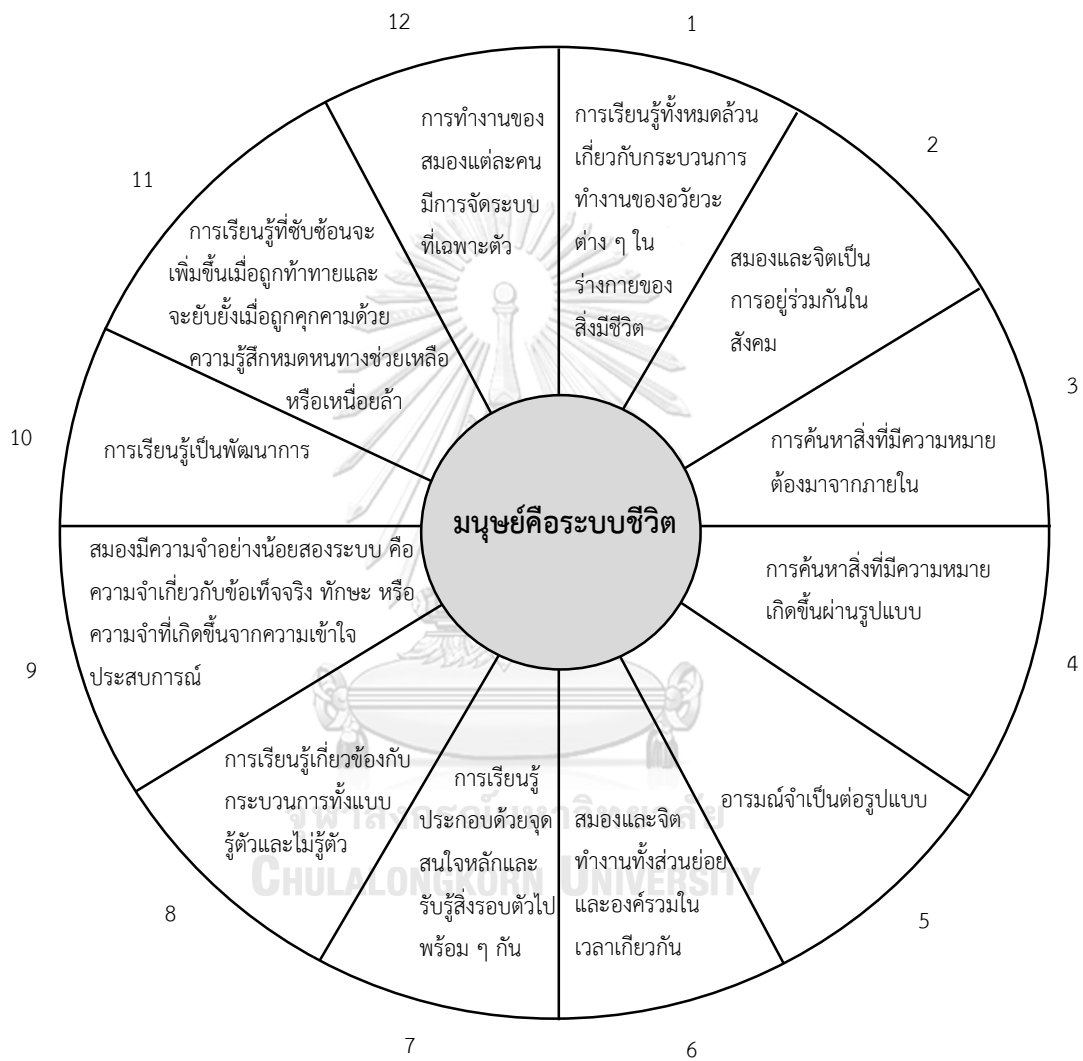 12
1
การทำงานของ
สมองแต่ละคน
มีการจัดระบบ
ที่เฉพาะตัว
การเรียนรู้ทั้งหมดล้วน
เกี่ยวกับกระบวนการ
ทำงานของอวัยวะ
ต่าง ๆ ใน
ร่างกายของ
สิ่งมีชีวิต
2
สมองและจิตเป็น
การอยู่ร่วมกันใน
สังคม
3
การค้นหาสิ่งที่มีความหมาย
ต้องมาจากภายใน
4
การค้นหาสิ่งที่มีความหมาย
เกิดขึ้นผ่านรูปแบบ
5
อารมณ์จำเป็นต่อรูปแบบ
6
สมองและจิต
ทำงานทั้งส่วนย่อย
และองค์รวมใน
เวลาเกียวกัน
7
การเรียนรู้
ประกอบด้วยจุด
สนใจหลักและ
รับรู้สิ่งรอบตัวไป
พร้อม ๆ กัน
8
การเรียนรู้เกี่ยวข้องกับ
กระบวนการทั้งแบบ
รู้ตัวและไม่รู้ตัว
9
สมองมีความจำอย่างน้อยสองระบบ คือ
ความจำเกี่ยวกับข้อเท็จจริง ทักษะ หรือ
ความจำที่เกิดขึ้นจากความเข้าใจ
ประสบการณ์
10
การเรียนรู้เป็นพัฒนาการ
11
การเรียนรู้ที่ซับซ้อนจะ
เพิ่มขึ้นเมื่อถูกท้าทายและ
จะยับยั้งเมื่อถูกคุกคามด้วย
ความรู้สึกหมดหนทางช่วยเหลือ
หรือเหนื่อยล้า
มนุษย์คือระบบชีวิต
จุฬาลงกรณ์มหาวิทยาลัย
CHULALONGKORN UNIVERSITY